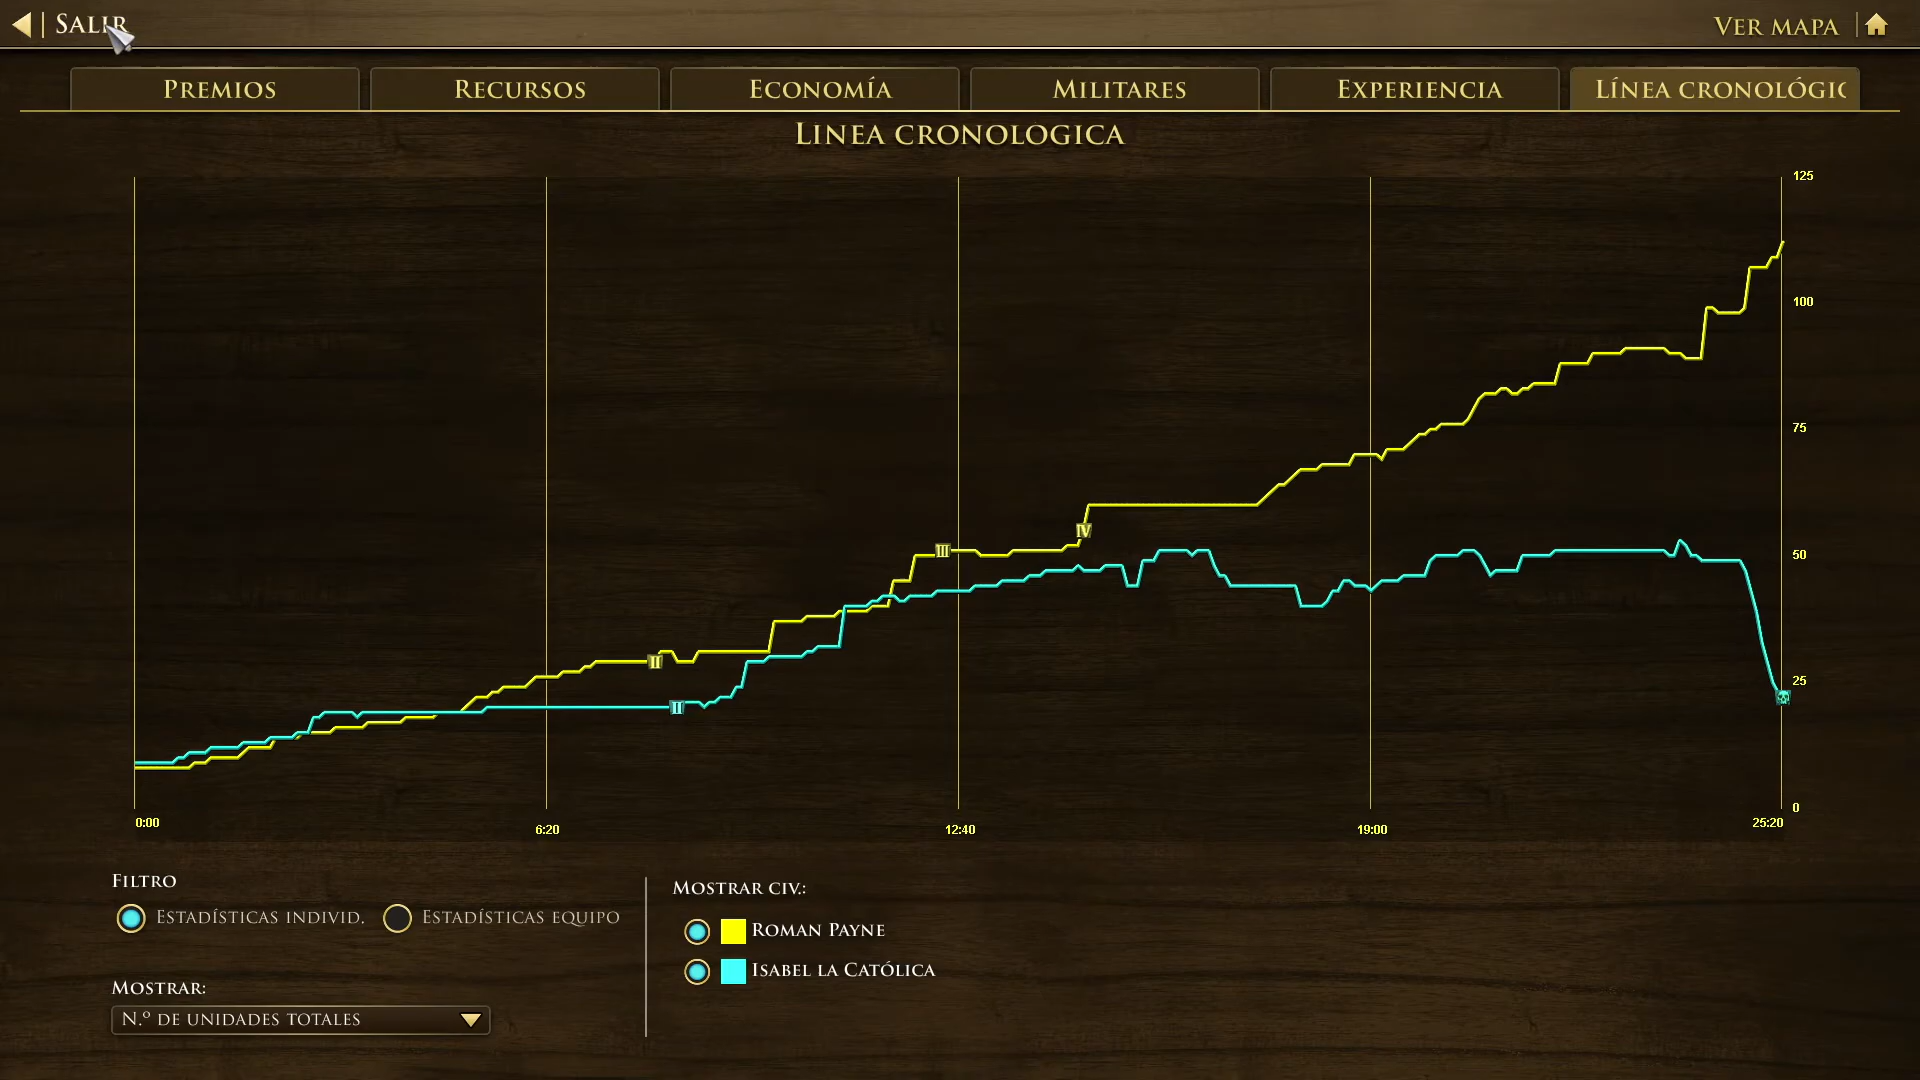 Salir
Ver mapa
Premios
Recursos
Economía
Militares
Experiencia
Línea cronológic
Linea cronologica
125
100
75
50
25
0
II
II
III
IV
0:00
6:20
12:40
19:00
25:20
Filtro
Estadísticas individ.
Estadísticas equipo
Mostrar:
N.º de unidades totales
Mostrar civ.:
Roman Payne
Isabel la Católica